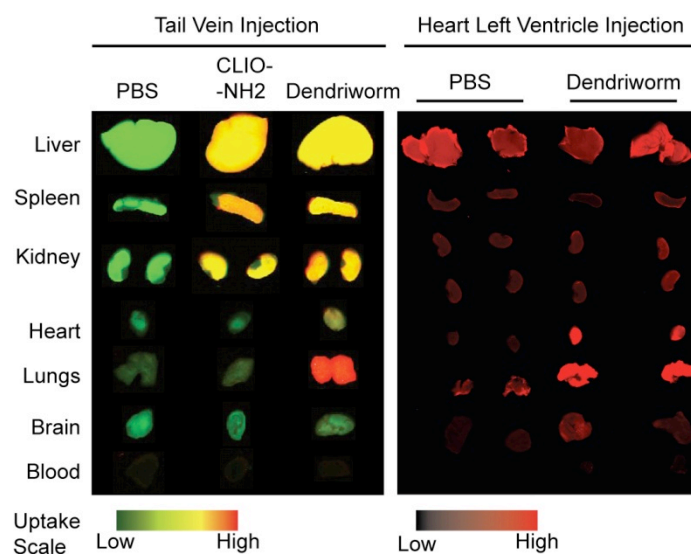 Tail Vein Injection
Heart Left Ventricle Injection
PBS
CLIO-
-NH2
Dendriworm
PBS
Dendriworm
Liver
Spleen
Kidney
Heart
Lungs
Brain
Blood
Uptake
Scale
Low
High
Low
High